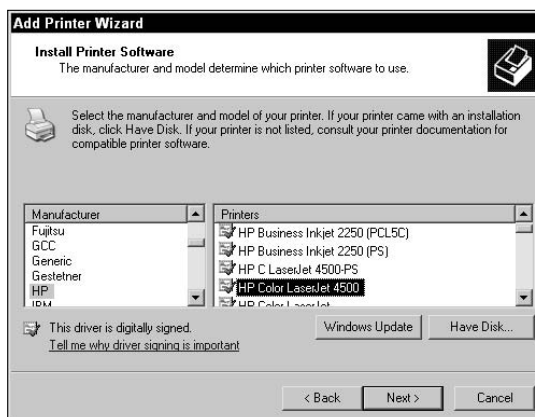 Add Printer Wizard
Install Printer Software
The manufacturer and model determine which printer software to use.
Select the manufacturer and model of your printer. If your printer came with an installation
disk, click Have Disk. If your printer is not listed, consult your printer documentation for
compatible printer software.
Manufacturer
Fujitsu
GCC
Generic
Gestetner
HP
IBM
Printers
HP Business Inkjet 2250 (PCL5C)
HP Business Inkjet 2250 (PS)
HP C LaserJet 4500-PS
HP Color LaserJet 4500
HP Color LaserJet
This driver is digitally signed.
Tell me why driver signing is important
Windows Update
Have Disk...
< Back
Next >
Cancel